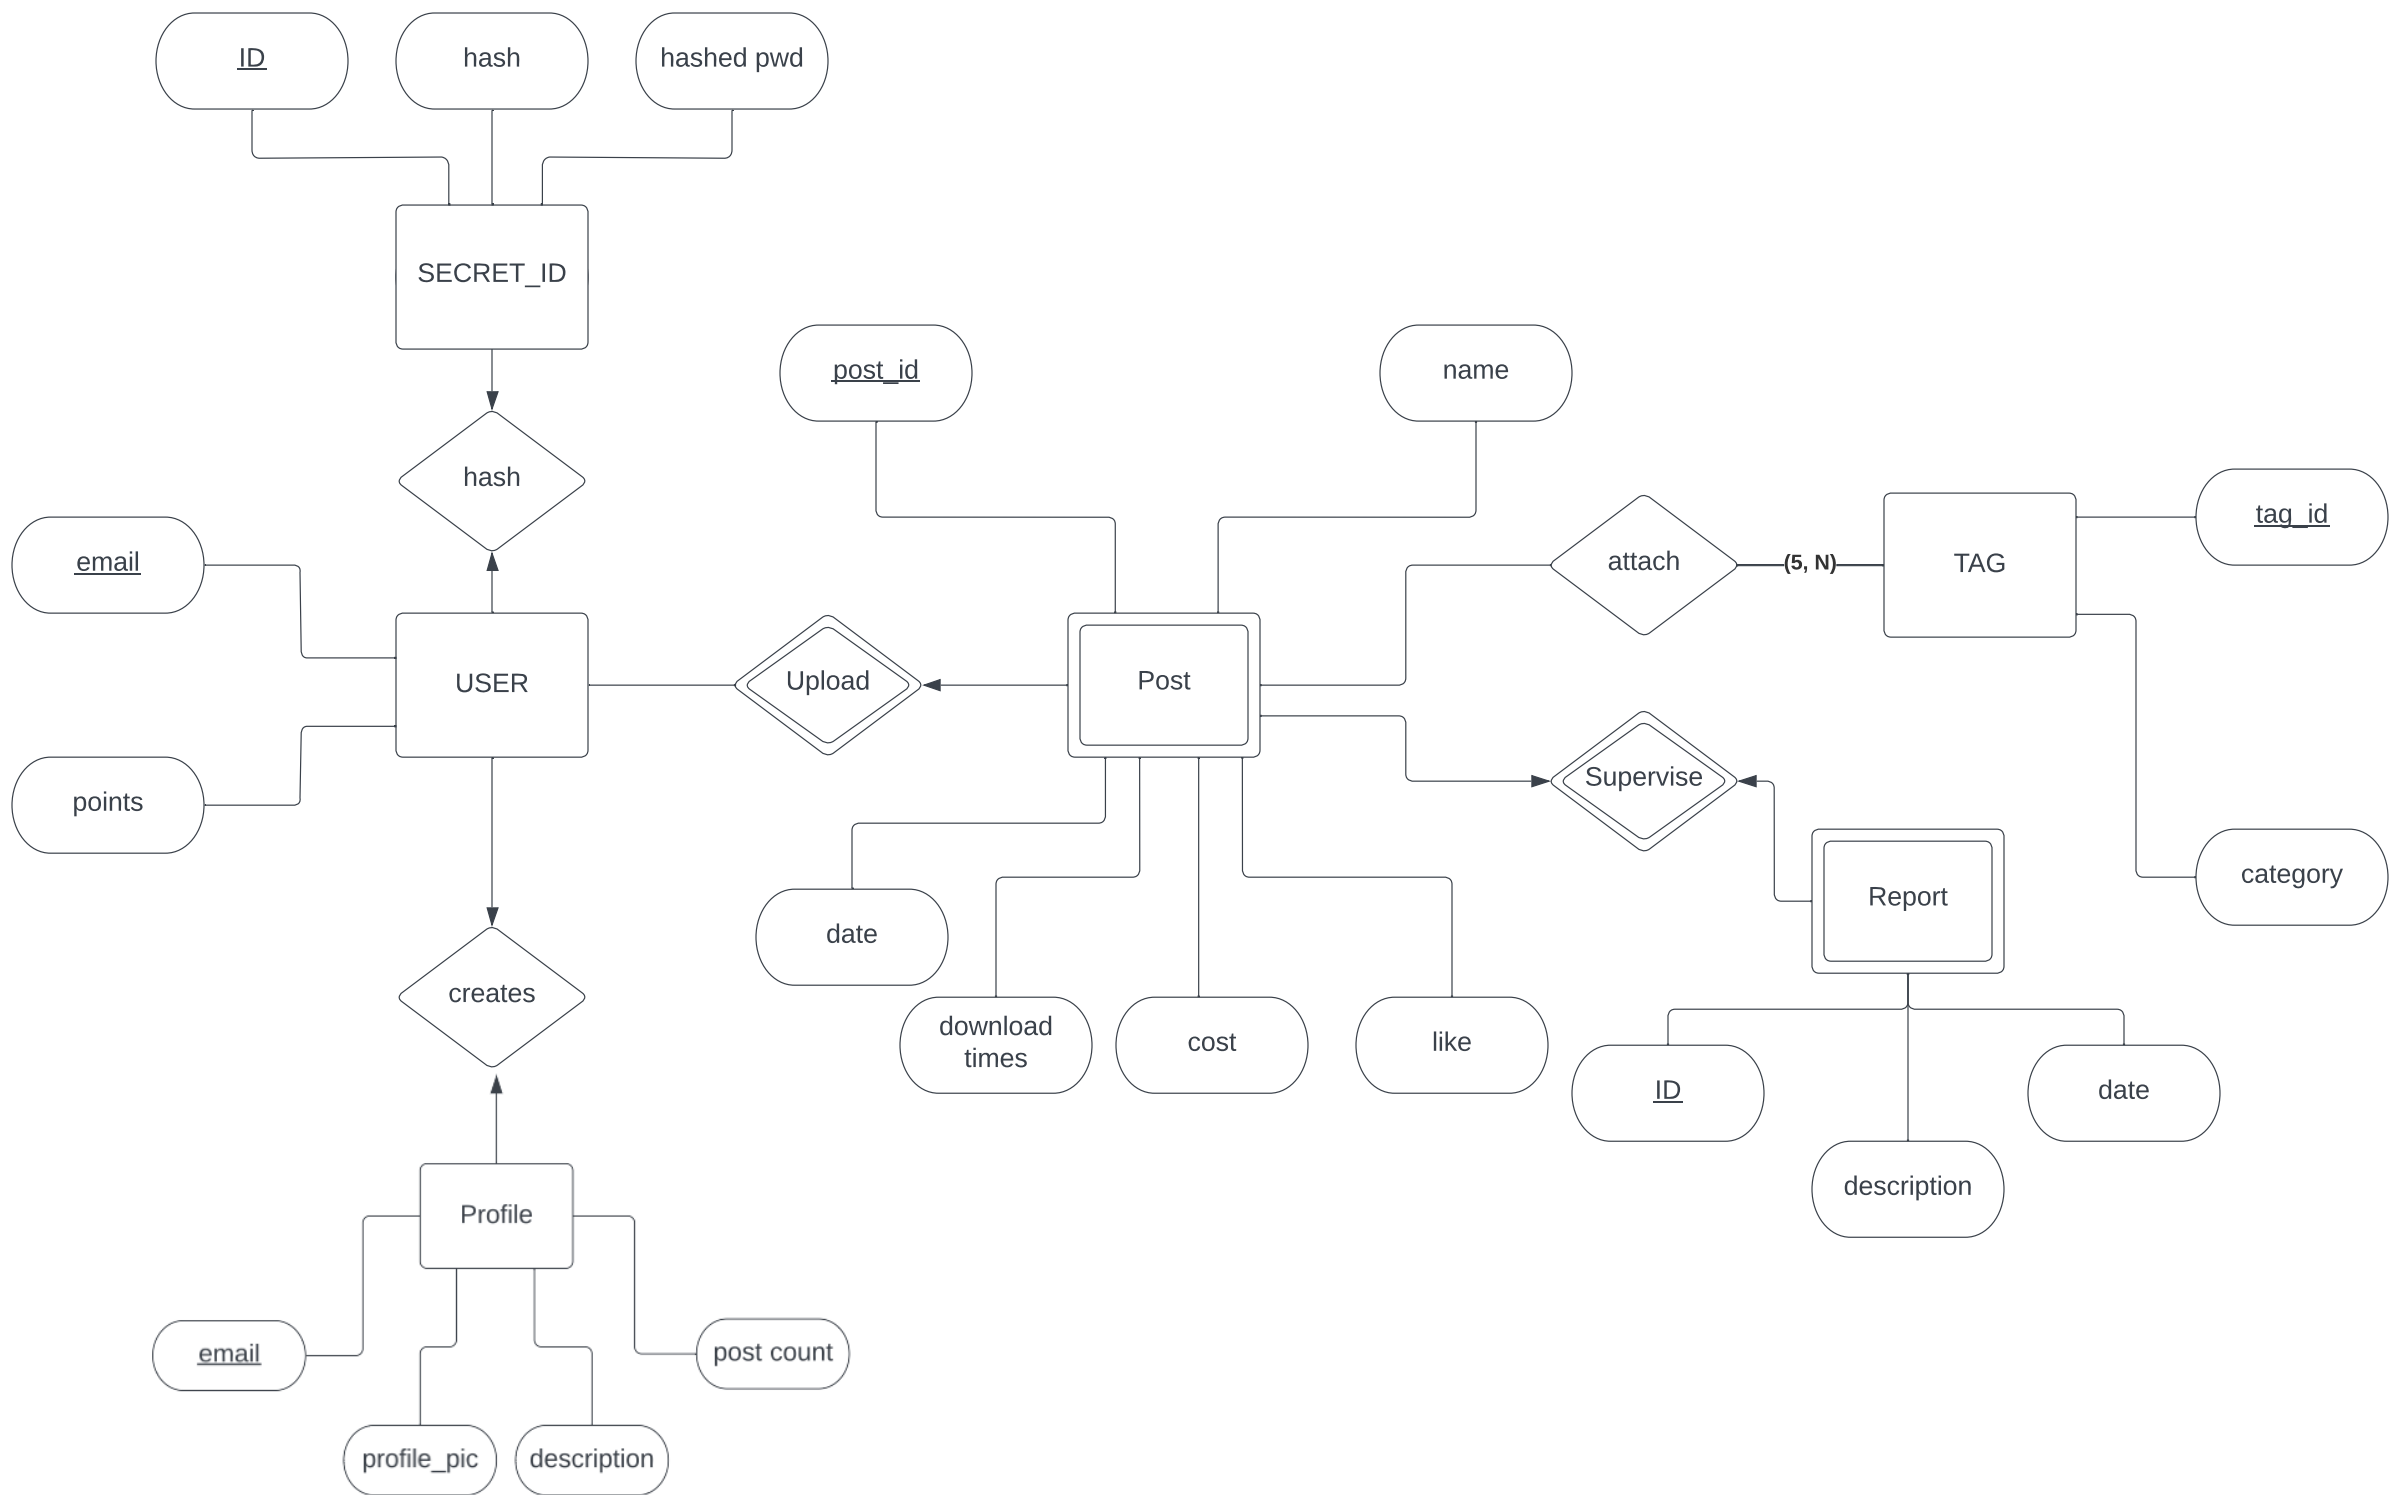 ID
hash
hashed pwd
SECRET_ID
post_id
name
hash
email
attach
(5, N)
TAG
tag_id
USER
Upload
Post
points
Supervise
category
Report
date
creates
download
times
cost
like
ID
date
description
Profile
email
post count
profile_pic
description